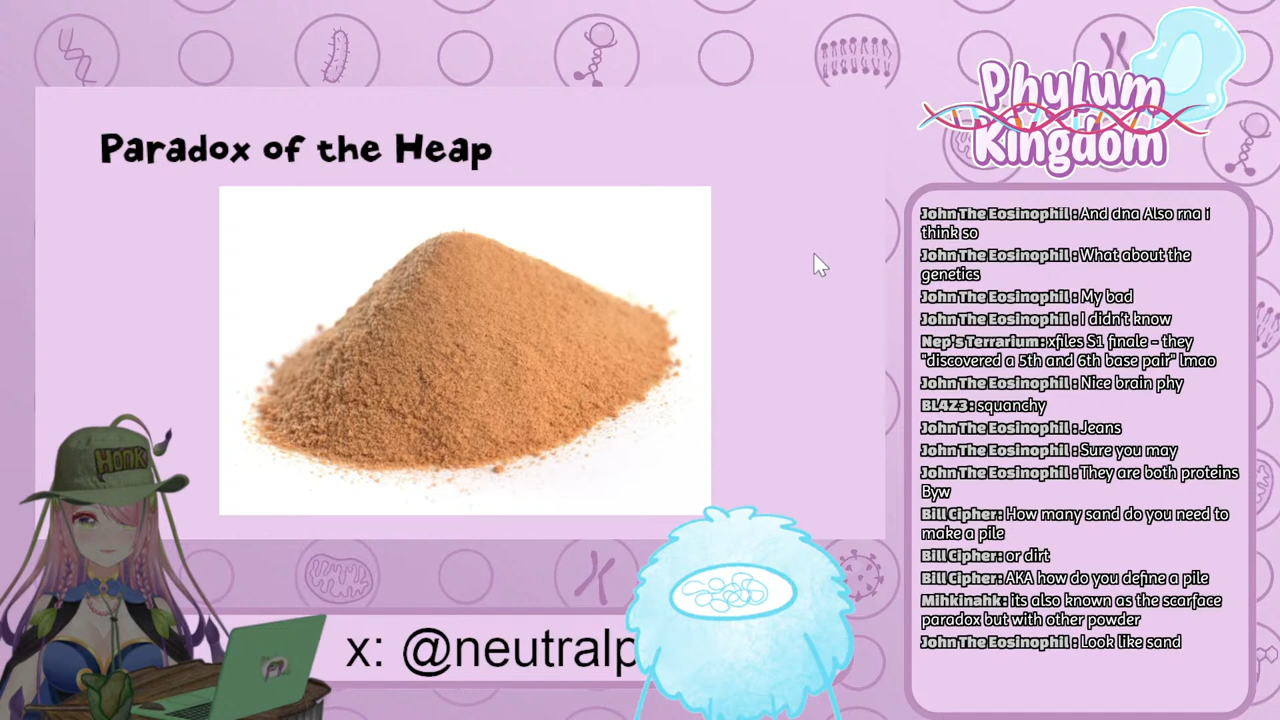 Paradox of the Heap
HONK
x: @neutralp
Phylum
Kingdom
John The Eosinophil : And dna Also rna i
think so
John The Eosinophil : What about the
genetics
John The Eosinophil : My bad
John The Eosinophil : I didn't know
Nep's Terrarium: xfiles S1 finale - they
"discovered a 5th and 6th base pair" lmao
John The Eosinophil : Nice brain phy
BL4Z3: squanchy
John The Eosinophil : Jeans
John The Eosinophil : Sure you may
John The Eosinophil : They are both proteins
Byw
Bill Cipher: How many sand do you need to
make a pile
Bill Cipher: or dirt
Bill Cipher: AKA how do you define a pile
Mihkinahk: its also known as the scarface
paradox but with other powder
John The Eosinophil : Look like sand